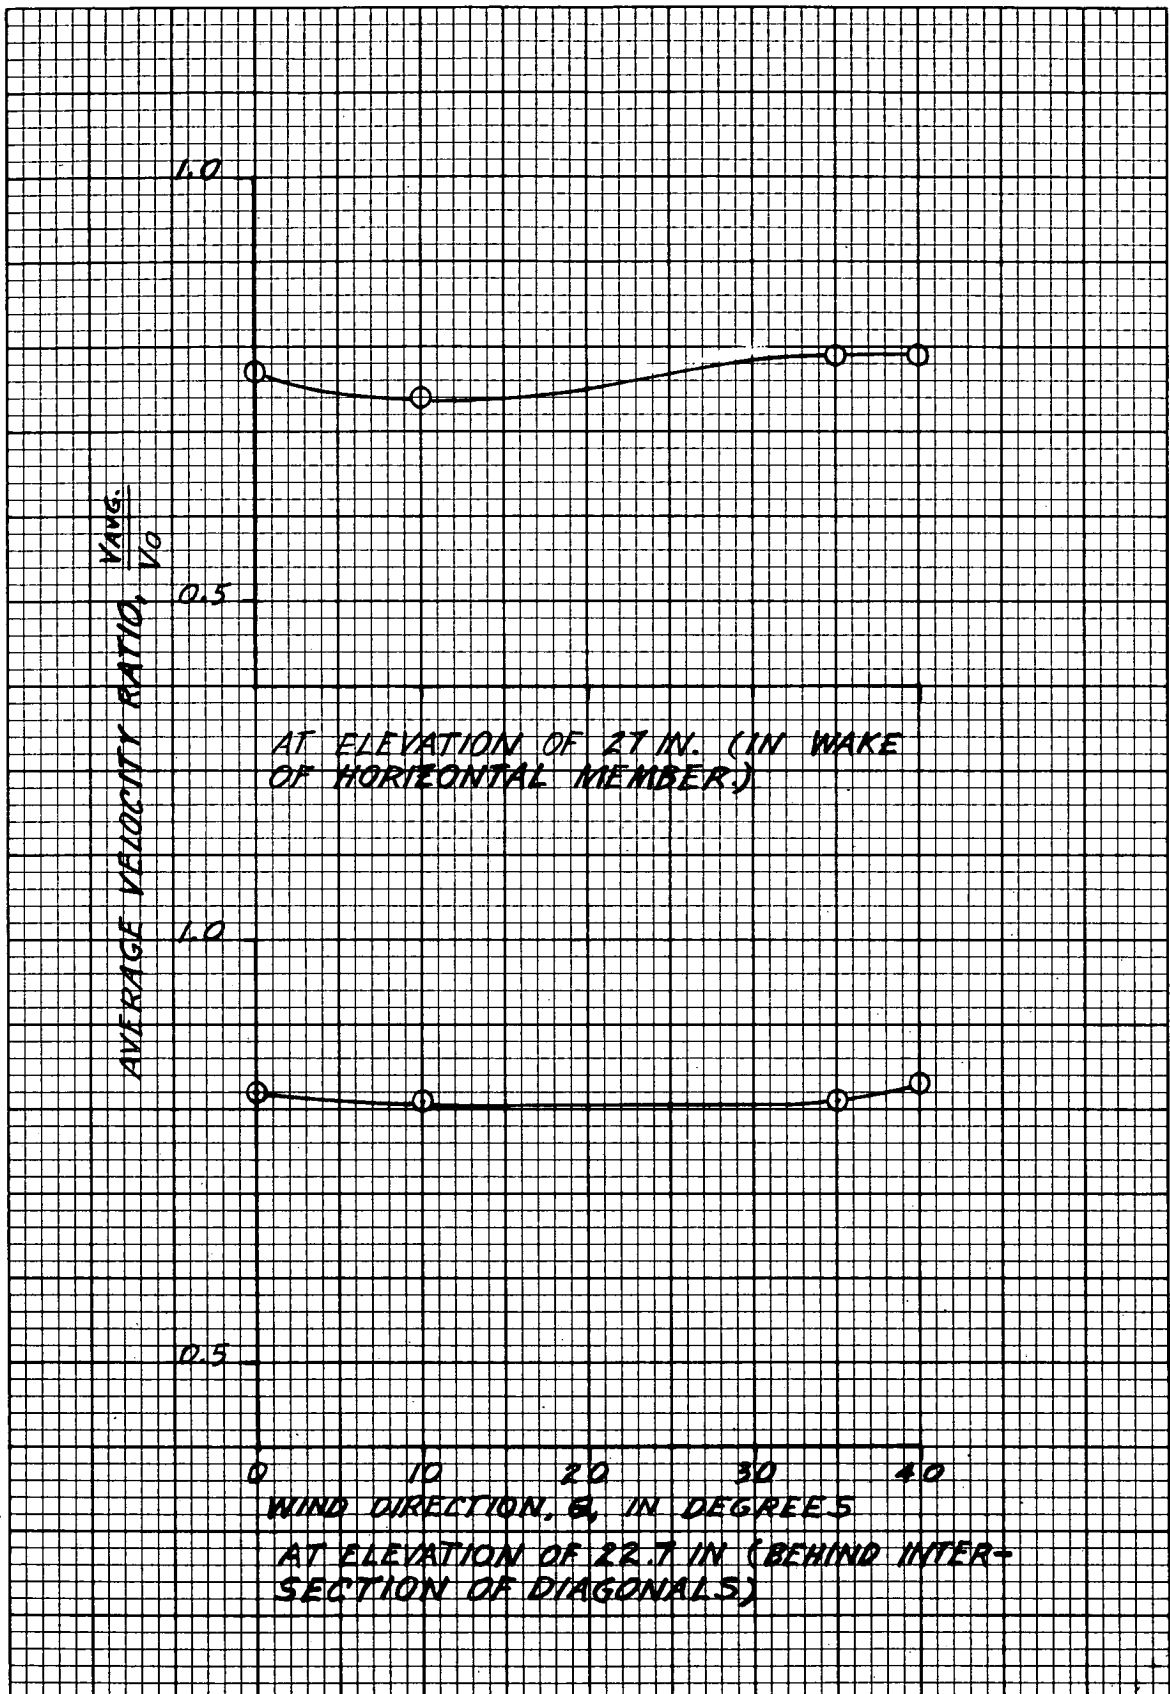 1.0
AVERAGE VELOCITY RATIO, VAVG.
VO
0.5
AT ELEVATION OF 27 IN. (IN WAKE
OF HORIZONTAL MEMBER.)
1.0
0.5
0 10 20 30 40
WIND DIRECTION, θ, IN DEGREES
AT ELEVATION OF 22.7 IN (BEHIND INTER-
SECTION OF DIAGONALS)